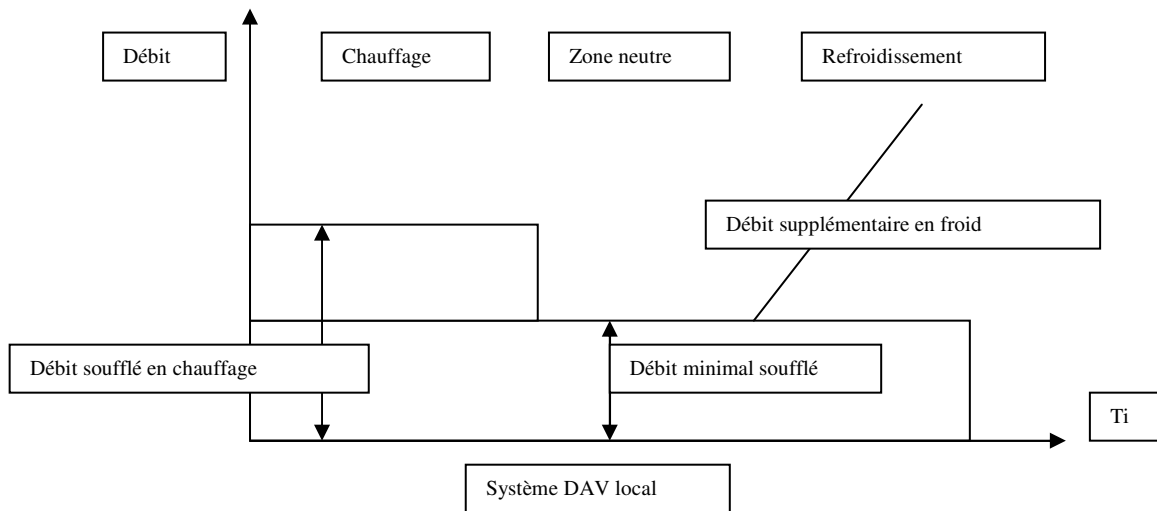 Débit
Chauffage
Zone neutre
Refroidissement
Débit supplémentaire en froid
Débit soufflé en chauffage
Débit minimal soufflé
Ti
Système DAV local